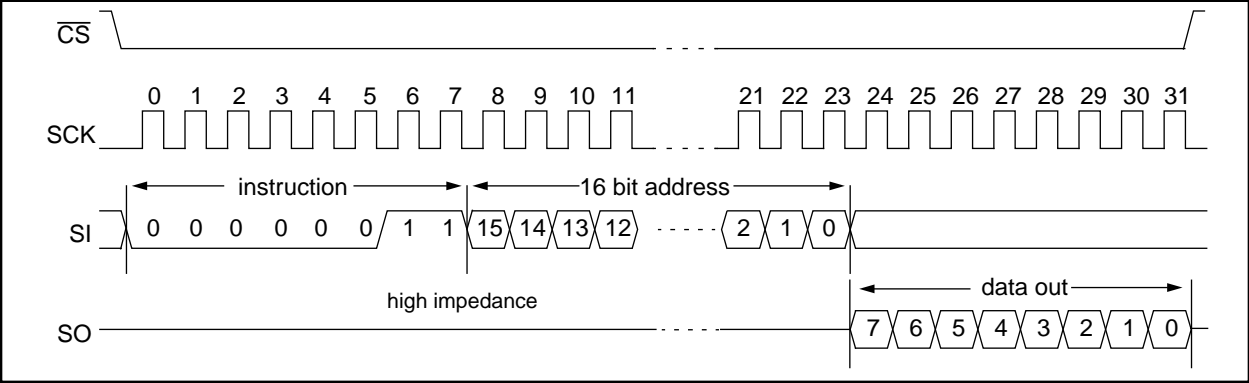 CS
0 1 2 3 4 5 6 7 8 9 10 11 21 22 23 24 25 26 27 28 29 30 31
SCK
instruction 16 bit address
SI 0 0 0 0 0 0 1 1 15 14 13 12 2 1 0
data out
high impedance
SO 7 6 5 4 3 2 1 0